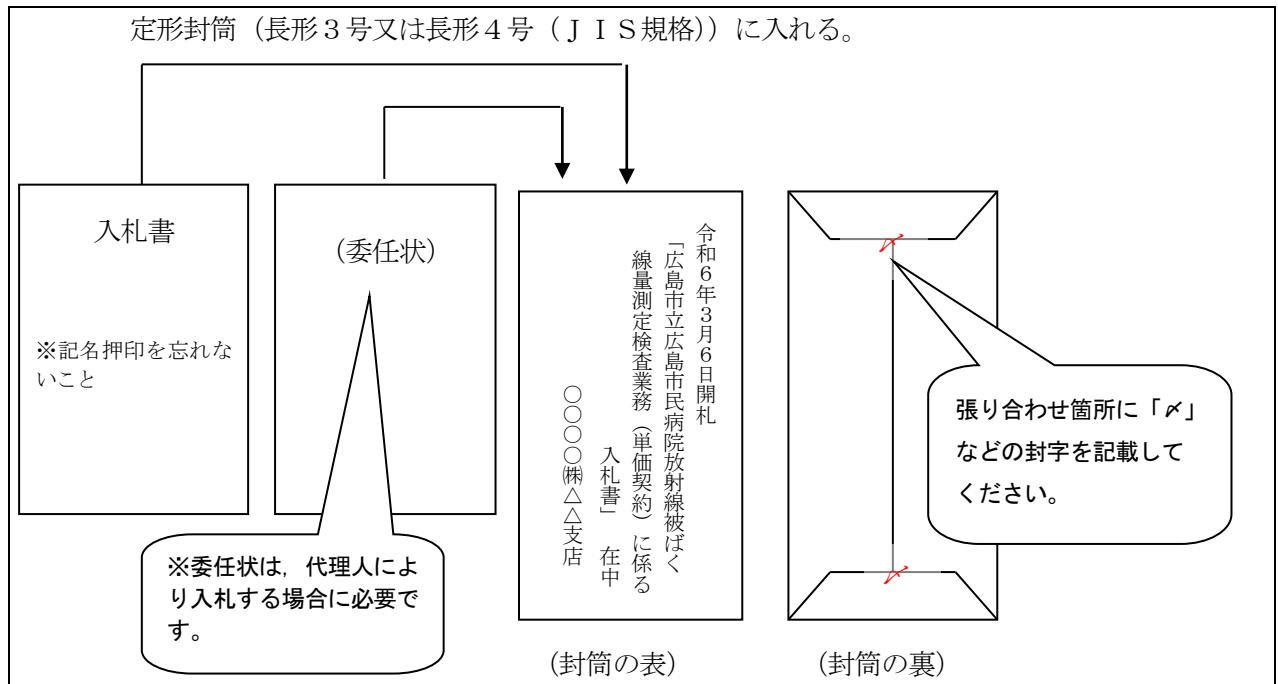 定形封筒（長形３号又は長形４号（ＪＩＳ規格））に入れる。
入札書
※記名押印を忘れな
いこと
（委任状）
※委任状は，代理人によ
り入札する場合に必要で
す。
令和６年３月６日開札
「広島市立広島市民病院放射線被ばく
線量測定検査業務（単価契約）に係る
入札書」　在中
○○○○㈱△△支店
（封筒の表）
〆
〆
張り合わせ箇所に「〆」
などの封字を記載して
ください。
（封筒の裏）